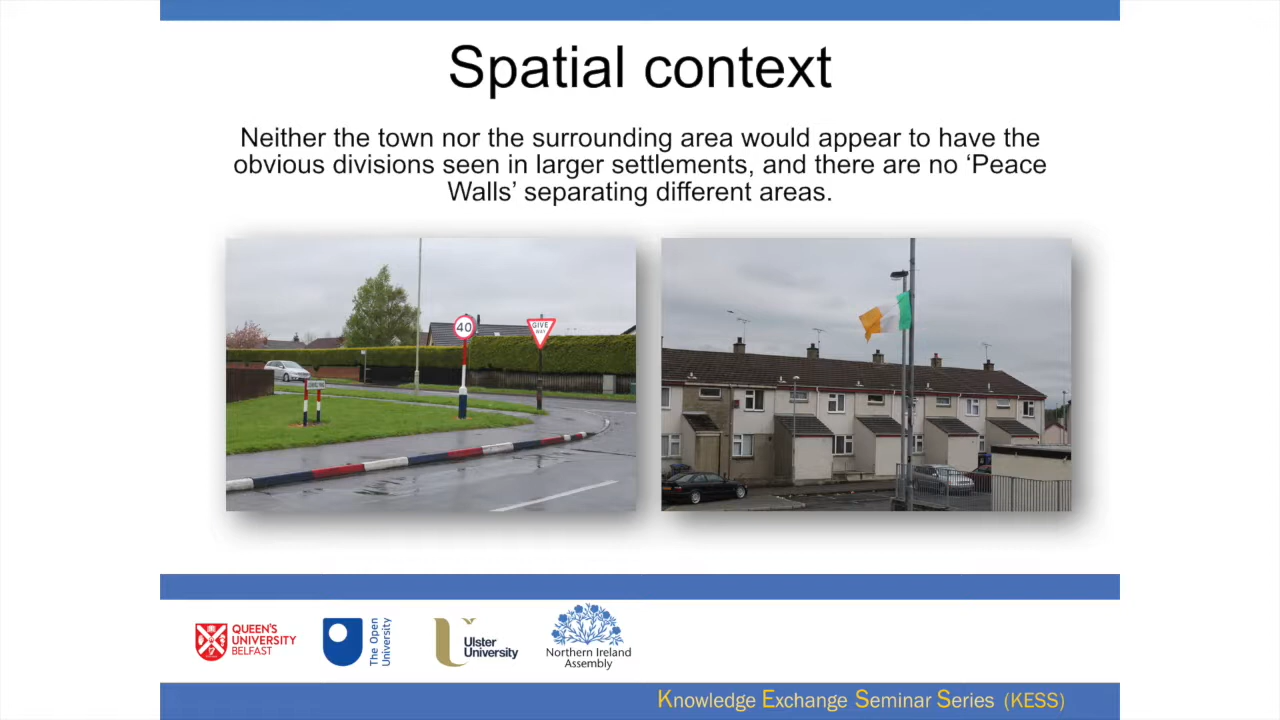 Spatial context
Neither the town nor the surrounding area would appear to have the
obvious divisions seen in larger settlements, and there are no ‘Peace
Walls’ separating different areas.
40
GIVE
WAY
QUEEN'S
UNIVERSITY
BELFAST
The Open
University
Ulster
University
Northern Ireland
Assembly
Knowledge Exchange Seminar Series (KESS)